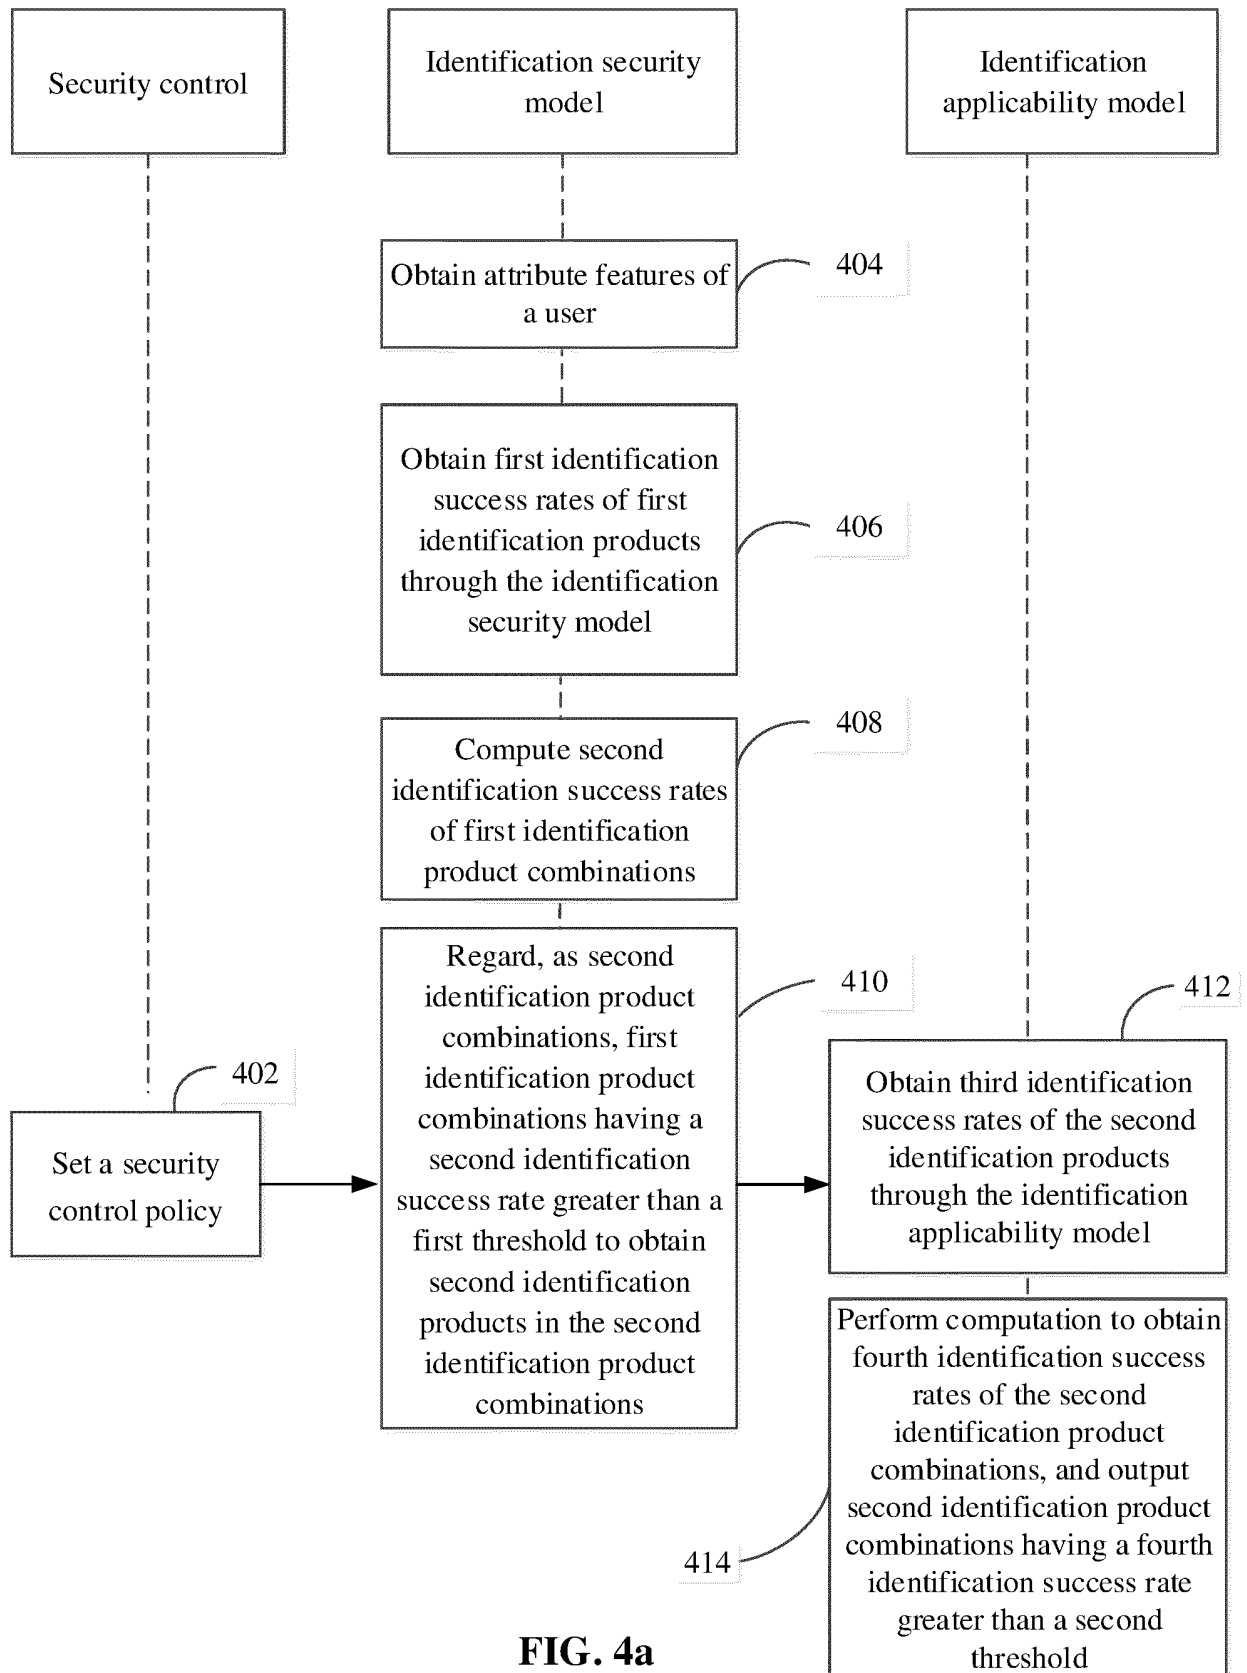 Security control
Identification security
model
Identification
applicability model
Obtain attribute features of
a user
404
Obtain first identification
success rates of first
identification products
through the identification
security model
406
Compute second
identification success rates
of first identification
product combinations
408
Regard, as second
identification product
combinations, first
identification product
combinations having a
second identification
success rate greater than a
first threshold to obtain
second identification
products in the second
identification product
combinations
410
402
Set a security
control policy
412
Obtain third identification
success rates of the second
identification products
through the identification
applicability model
Perform computation to obtain
fourth identification success
rates of the second
identification product
combinations, and output
second identification product
combinations having a fourth
identification success rate
greater than a second
threshold
414
FIG. 4a